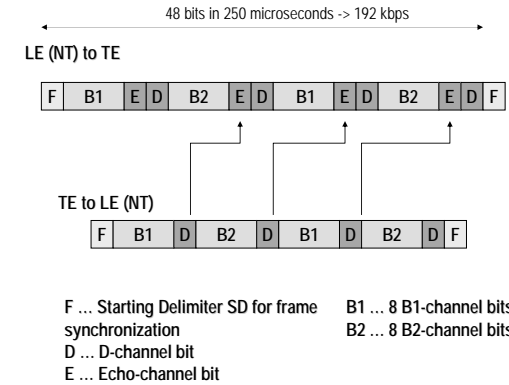 48 bits in 250 microseconds -> 192 kbps
LE (NT) to TE
F B1 E D B2 E D B1 E D B2 E D F
TE to LE (NT)
F B1 D B2 D B1 D B2 D F
F ... Starting Delimiter SD for frame
synchronization
D ... D-channel bit
E ... Echo-channel bit
B1 ... 8 B1-channel bits
B2 ... 8 B2-channel bits